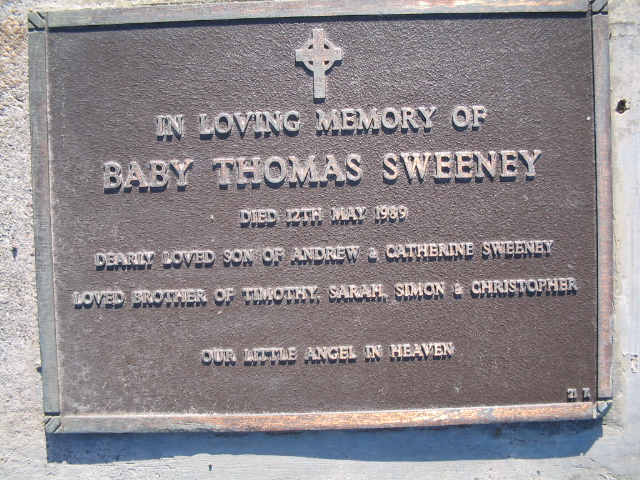 IN LOVING MEMORY OF
BABY THOMAS SWEENEY
DIED 12TH MAY 1989
DEARLY LOVED SON OF ANDREW & CATHERINE SWEENEY
LOVED BROTHER OF TIMOTHY, SARAH, SIMON & CHRISTOPHER
OUR LITTLE ANGEL IN HEAVEN